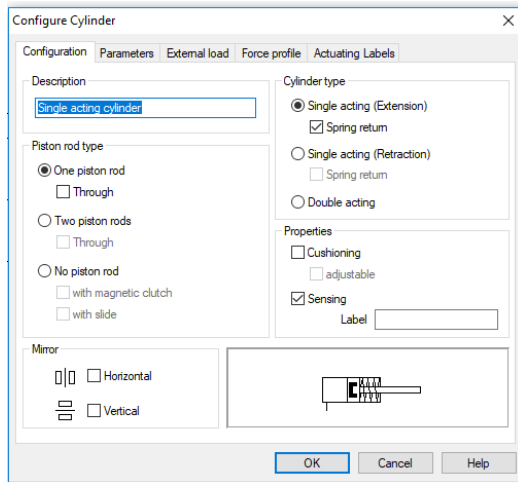 Configure Cylinder
Configuration Parameters External load Force profile Actuating Labels
Description
Single acting cylinder
Piston rod type
One piston rod
Through
Two piston rods
Through
No piston rod
with magnetic clutch
with slide
Cylinder type
Single acting (Extension)
Spring return
Single acting (Retraction)
Spring return
Double acting
Properties
Cushioning
adjustable
Sensing
Label
Mirror
Horizontal
Vertical
OK Cancel Help